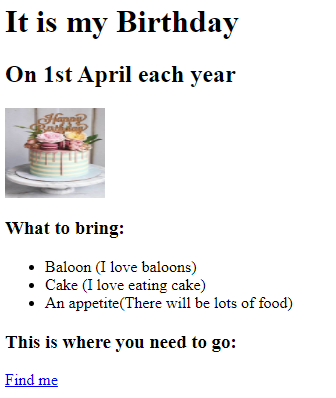 It is my Birthday
On 1st April each year
Happy
Birthday
What to bring:
Baloon (I love baloons)
Cake (I love eating cake)
An appetite(There will be lots of food)
This is where you need to go:
Find me